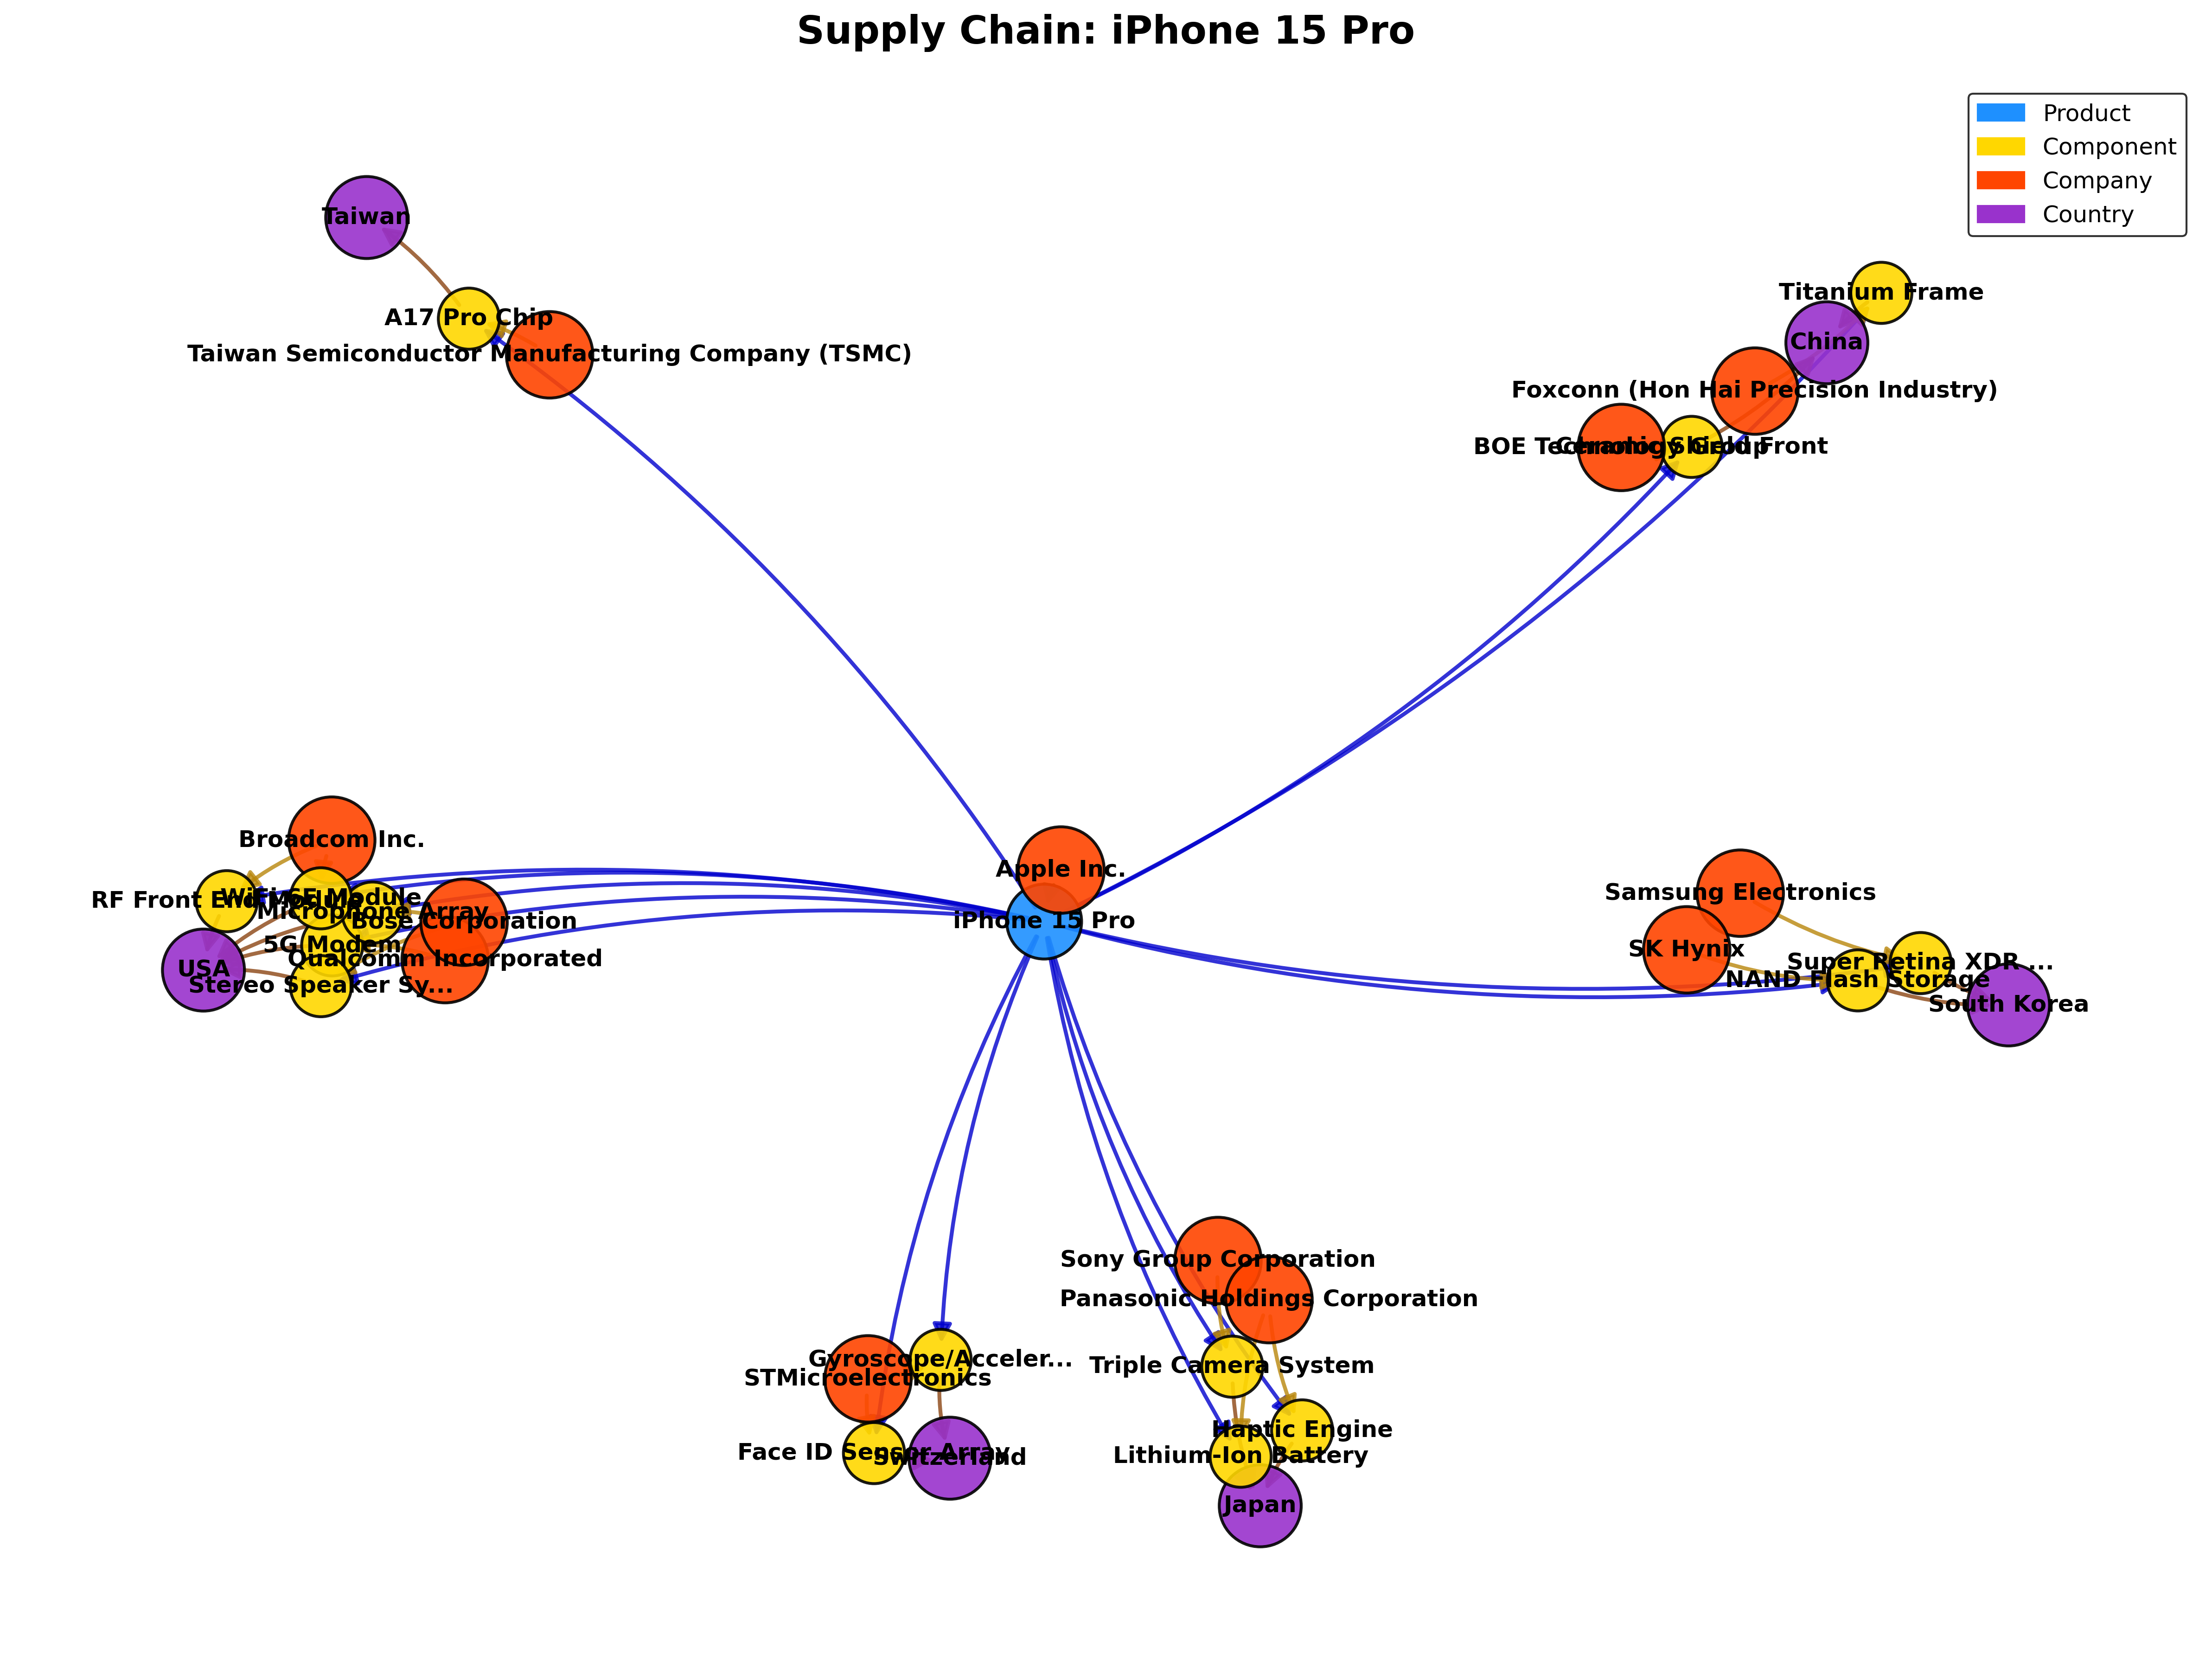 Supply Chain: iPhone 15 Pro
Product
Component
Company
Country
Taiwan
A17 Pro Chip
Taiwan Semiconductor Manufacturing Company (TSMC)
Titanium Frame
China
Foxconn (Hon Hai Precision Industry)
BOE Technology Group
Ceramic Shield Front
Broadcom Inc.
RF Front End Module
WiFi 6E Module
Microphone Array
Bose Corporation
5G Modem
Qualcomm Incorporated
USA
Stereo Speaker Sy...
Apple Inc.
iPhone 15 Pro
Samsung Electronics
SK Hynix
Super Retina XDR ...
NAND Flash Storage
South Korea
Sony Group Corporation
Panasonic Holdings Corporation
Gyroscope/Acceler...
STMicroelectronics
Triple Camera System
Face ID Sensor Array
Switzerland
Haptic Engine
Lithium-Ion Battery
Japan